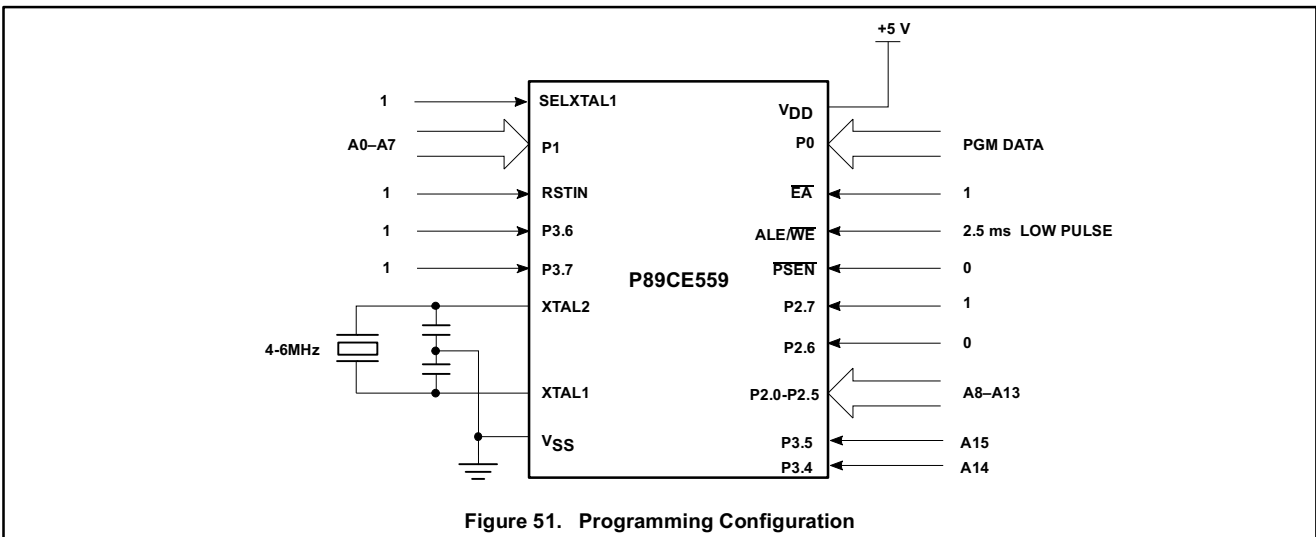 +5 V
1
SELXTAL1
VDD
A0–A7
P1
P0
PGM DATA
1
RSTIN
EA
1
1
P3.6
ALE/WE
2.5 ms LOW PULSE
1
P3.7
PSEN
0
P89CE559
XTAL2
P2.7
1
4-6MHz
P2.6
0
XTAL1
P2.0-P2.5
A8–A13
VSS
P3.5
A15
P3.4
A14
Figure 51. Programming Configuration